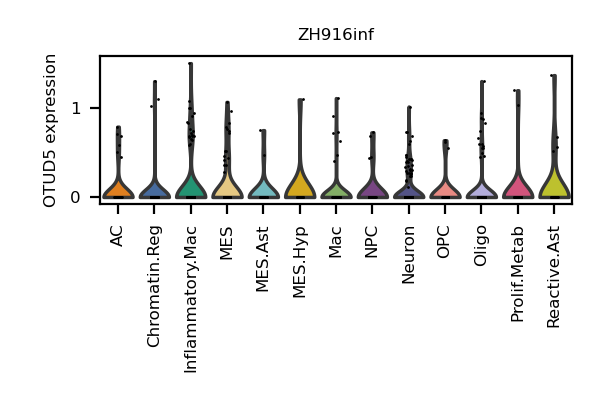 ZH916inf
OTUD5 expression
1
0
AC
Chromatin.Reg
Inflammatory.Mac
MES
MES.Ast
MES.Hyp
Mac
NPC
Neuron
OPC
Oligo
Prolif.Metab
Reactive.Ast